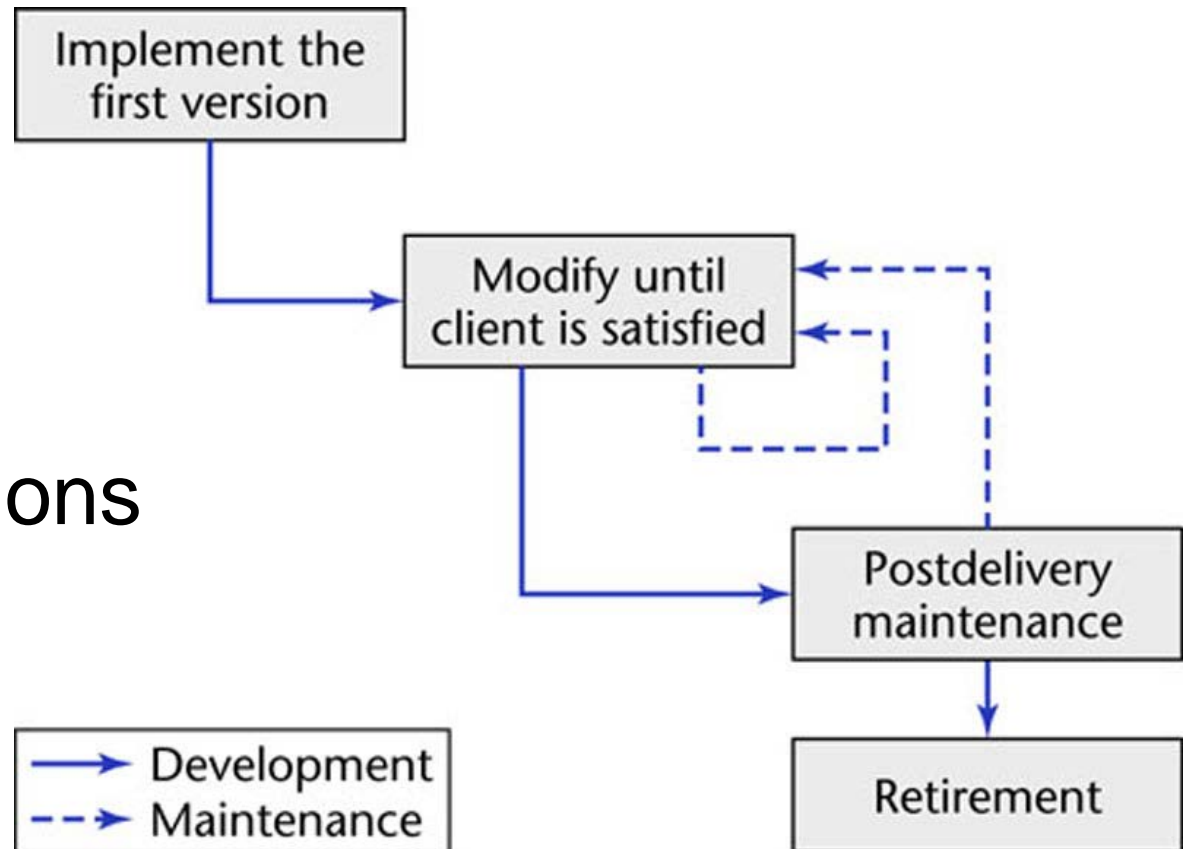 Implement the
first version
Modify until
client is satisfied
ons
Postdelivery
maintenance
Development
Maintenance
Retirement